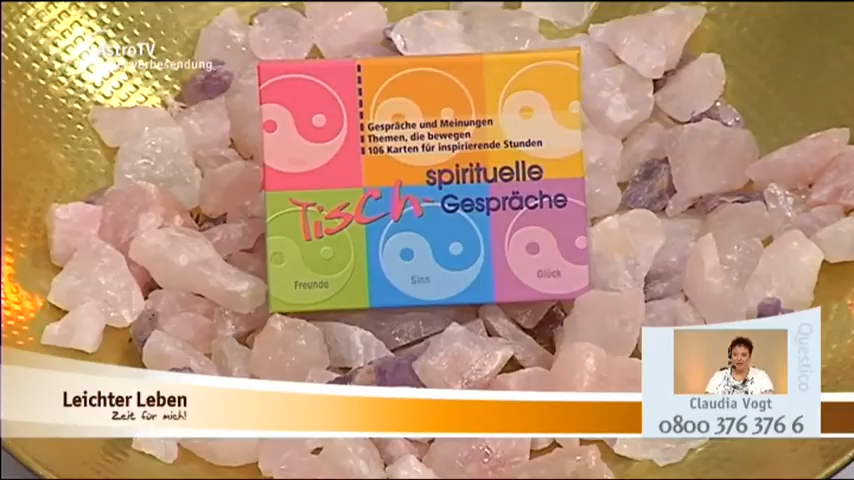 AstroTV
Gespräche und Meinungen
Themen, die bewegen
106 Karten für inspirierende Stunden
spirituelle
Tisch-Gespräche
Freunde
Sinn
Glück
Questico
Leichter Leben
Zeit für mich!
Claudia Vogt
0800 376 376 6